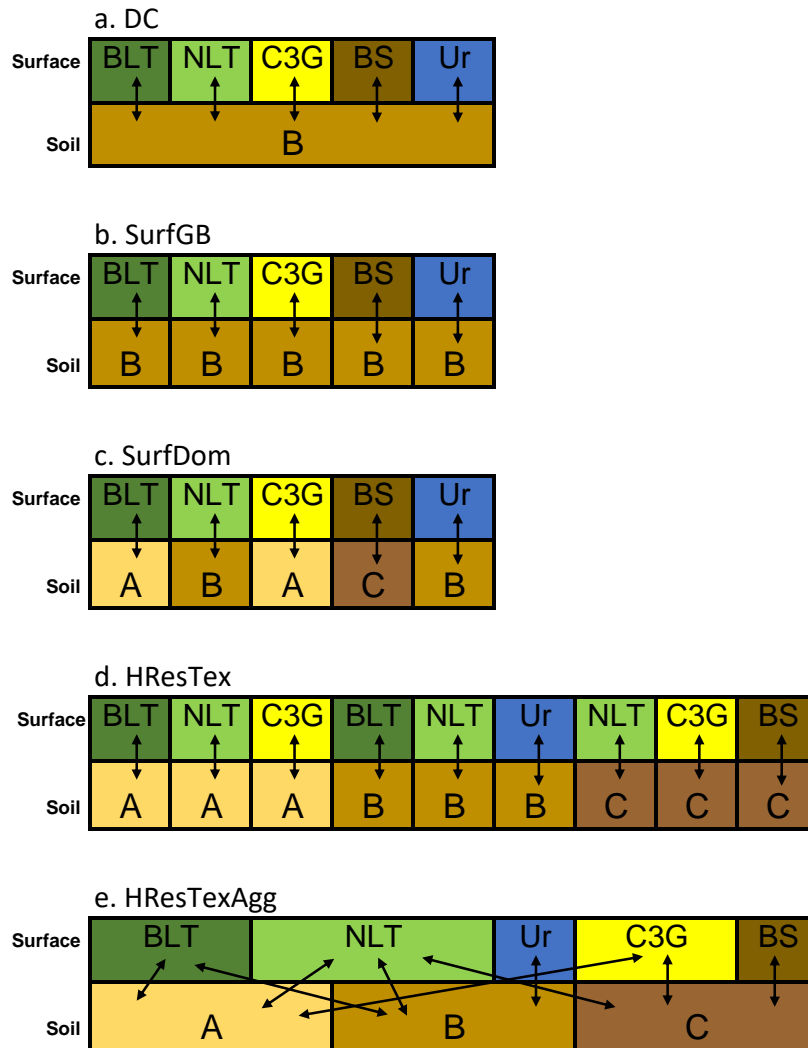 a. DC
Surface BLT NLT C3G BS Ur
Soil B
b. SurfGB
Surface BLT NLT C3G BS Ur
Soil B B B B B
c. SurfDom
Surface BLT NLT C3G BS Ur
Soil A B A C B
d. HResTex
Surface BLT NLT C3G BLT NLT Ur NLT C3G BS
Soil A A A B B B C C C
e. HResTexAgg
Surface BLT NLT Ur C3G BS
Soil A B C